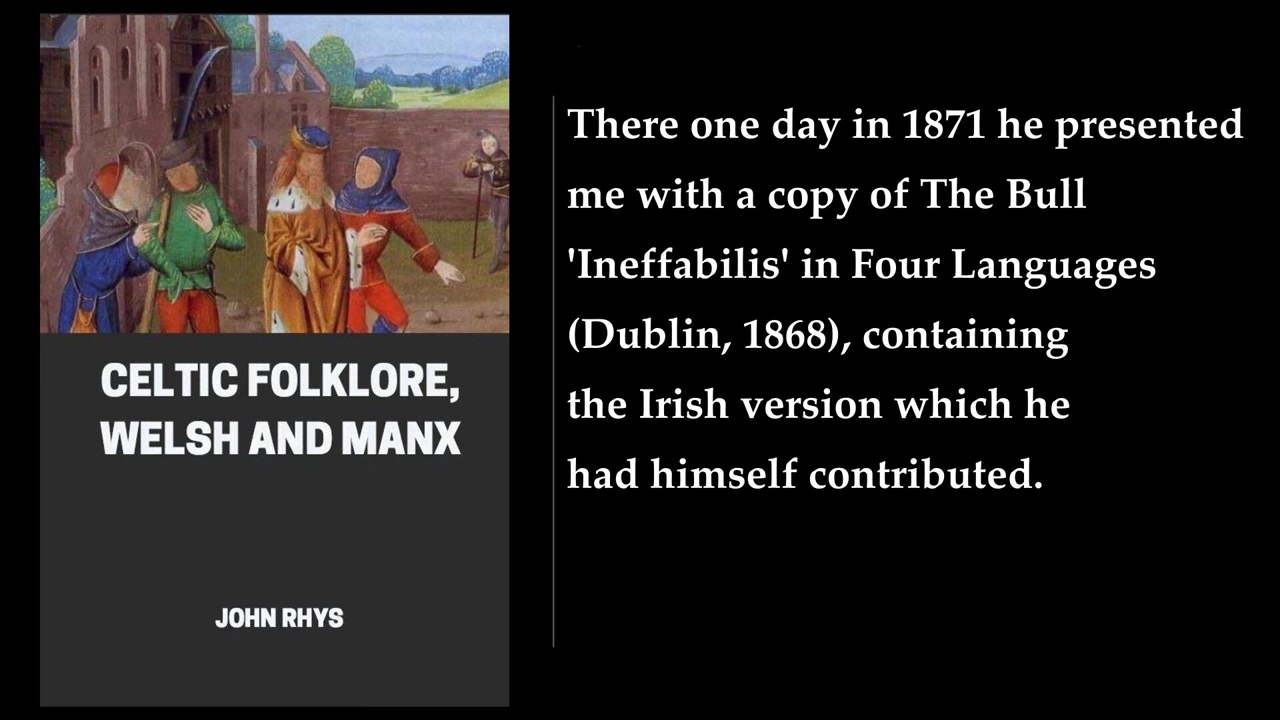 CELTIC FOLKLORE,
WELSH AND MANX
JOHN RHYS
There one day in 1871 he presented
me with a copy of The Bull
'Ineffabilis' in Four Languages
(Dublin, 1868), containing
the Irish version which he
had himself contributed.